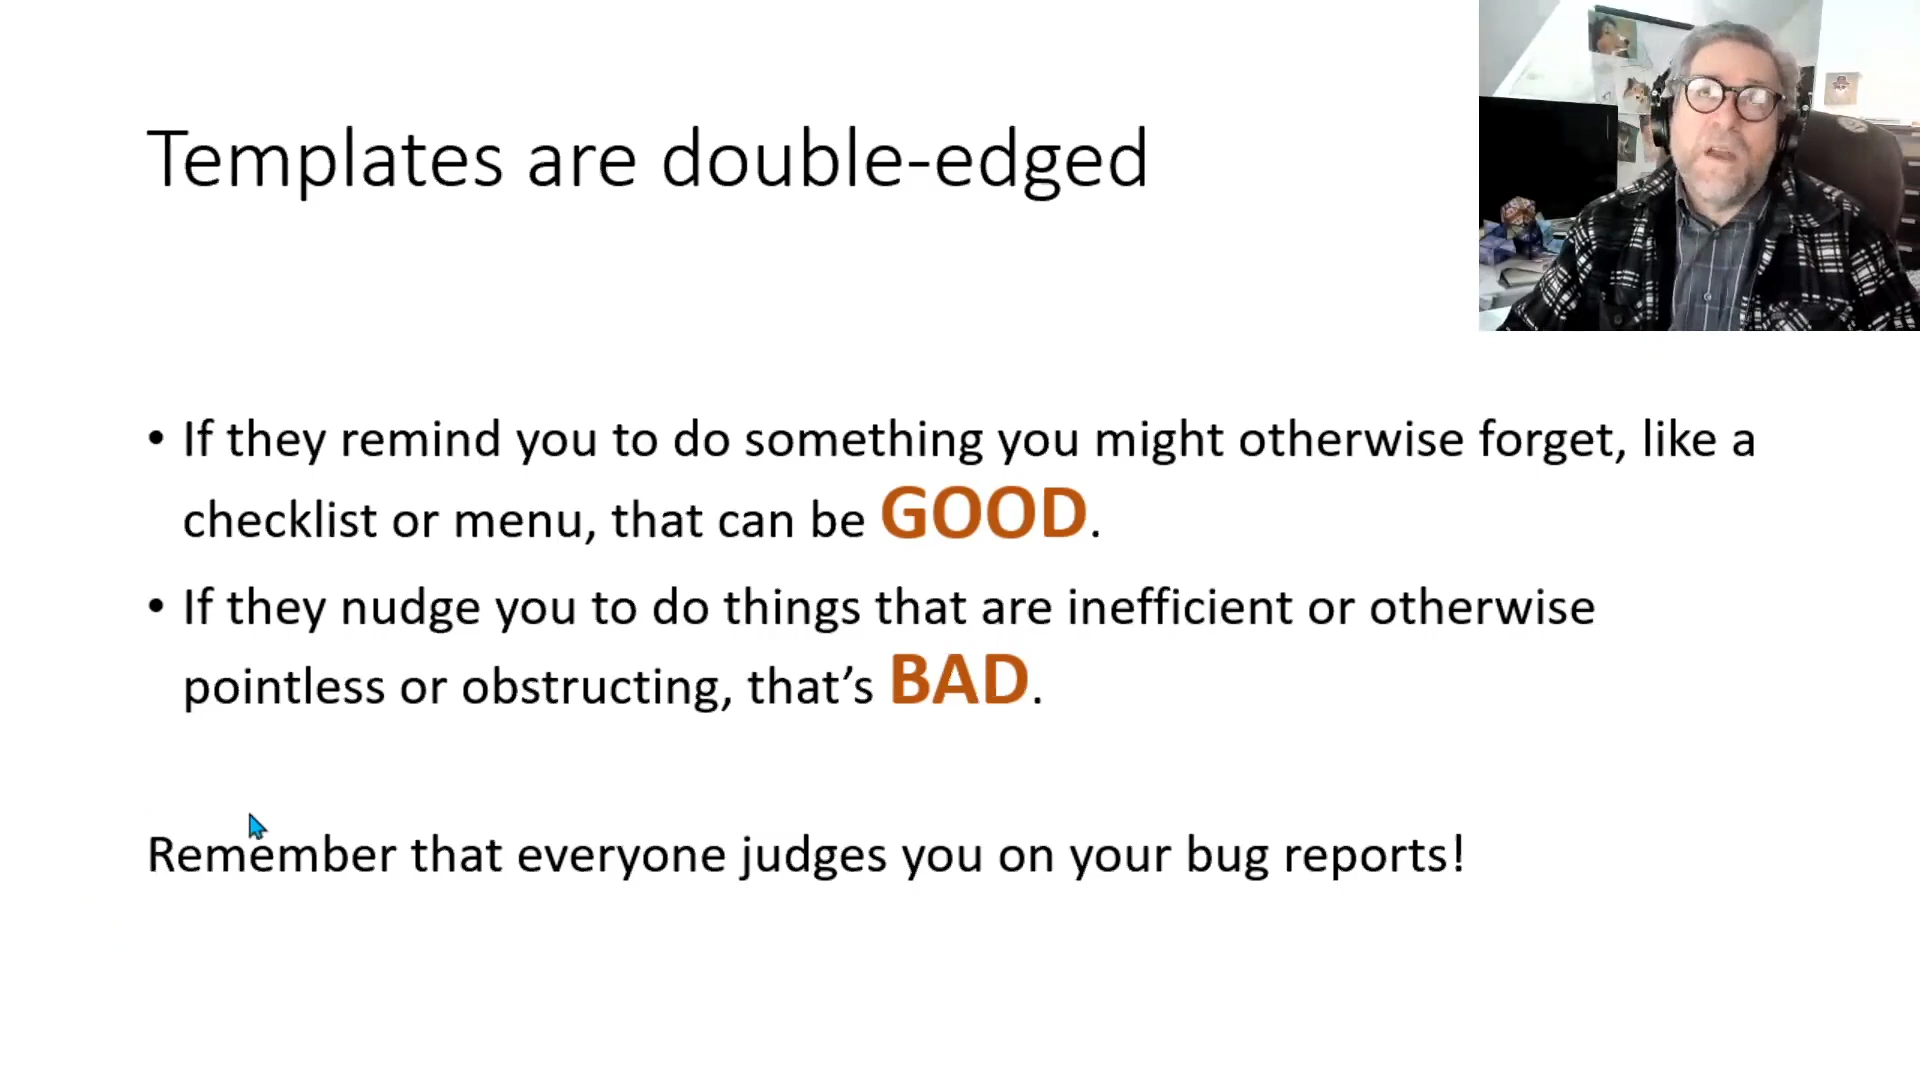 Templates are double-edged
• If they remind you to do something you might otherwise forget, like a
checklist or menu, that can be GOOD.
• If they nudge you to do things that are inefficient or otherwise
pointless or obstructing, that’s BAD.
Remember that everyone judges you on your bug reports!